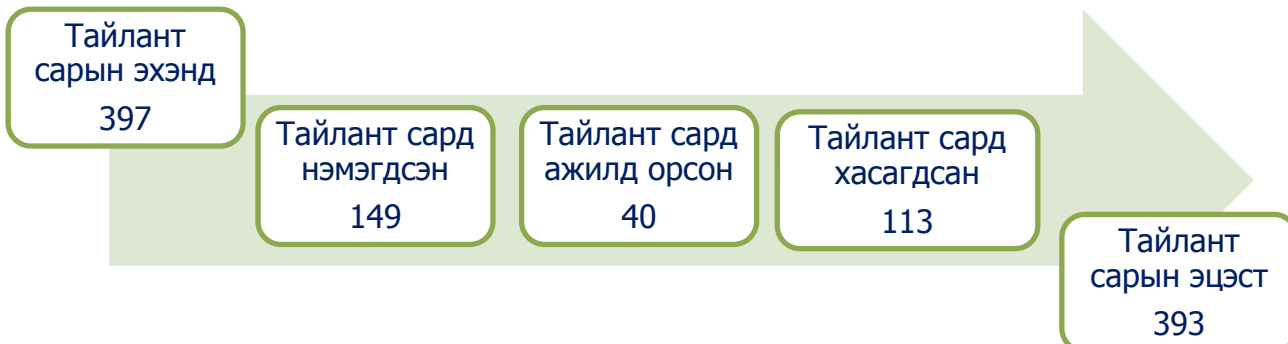 Тайлант
сарын эхэнд
397
Тайлант сард
нэмэгдсэн
149
Тайлант сард
ажилд орсон
40
Тайлант сард
хасагдсан
113
Тайлант
сарын эцэст
393